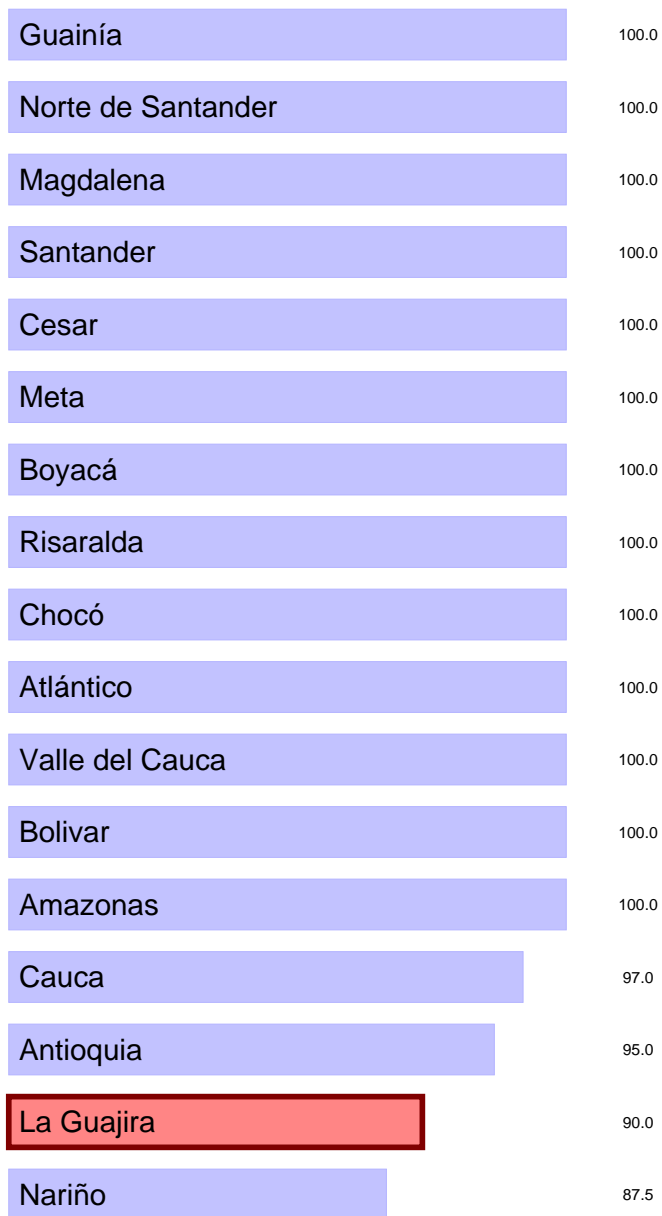 Guainía 100.0
Norte de Santander 100.0
Magdalena 100.0
Santander 100.0
Cesar 100.0
Meta 100.0
Boyacá 100.0
Risaralda 100.0
Chocó 100.0
Atlántico 100.0
Valle del Cauca 100.0
Bolivar 100.0
Amazonas 100.0
Cauca 97.0
Antioquia 95.0
La Guajira 90.0
Nariño 87.5